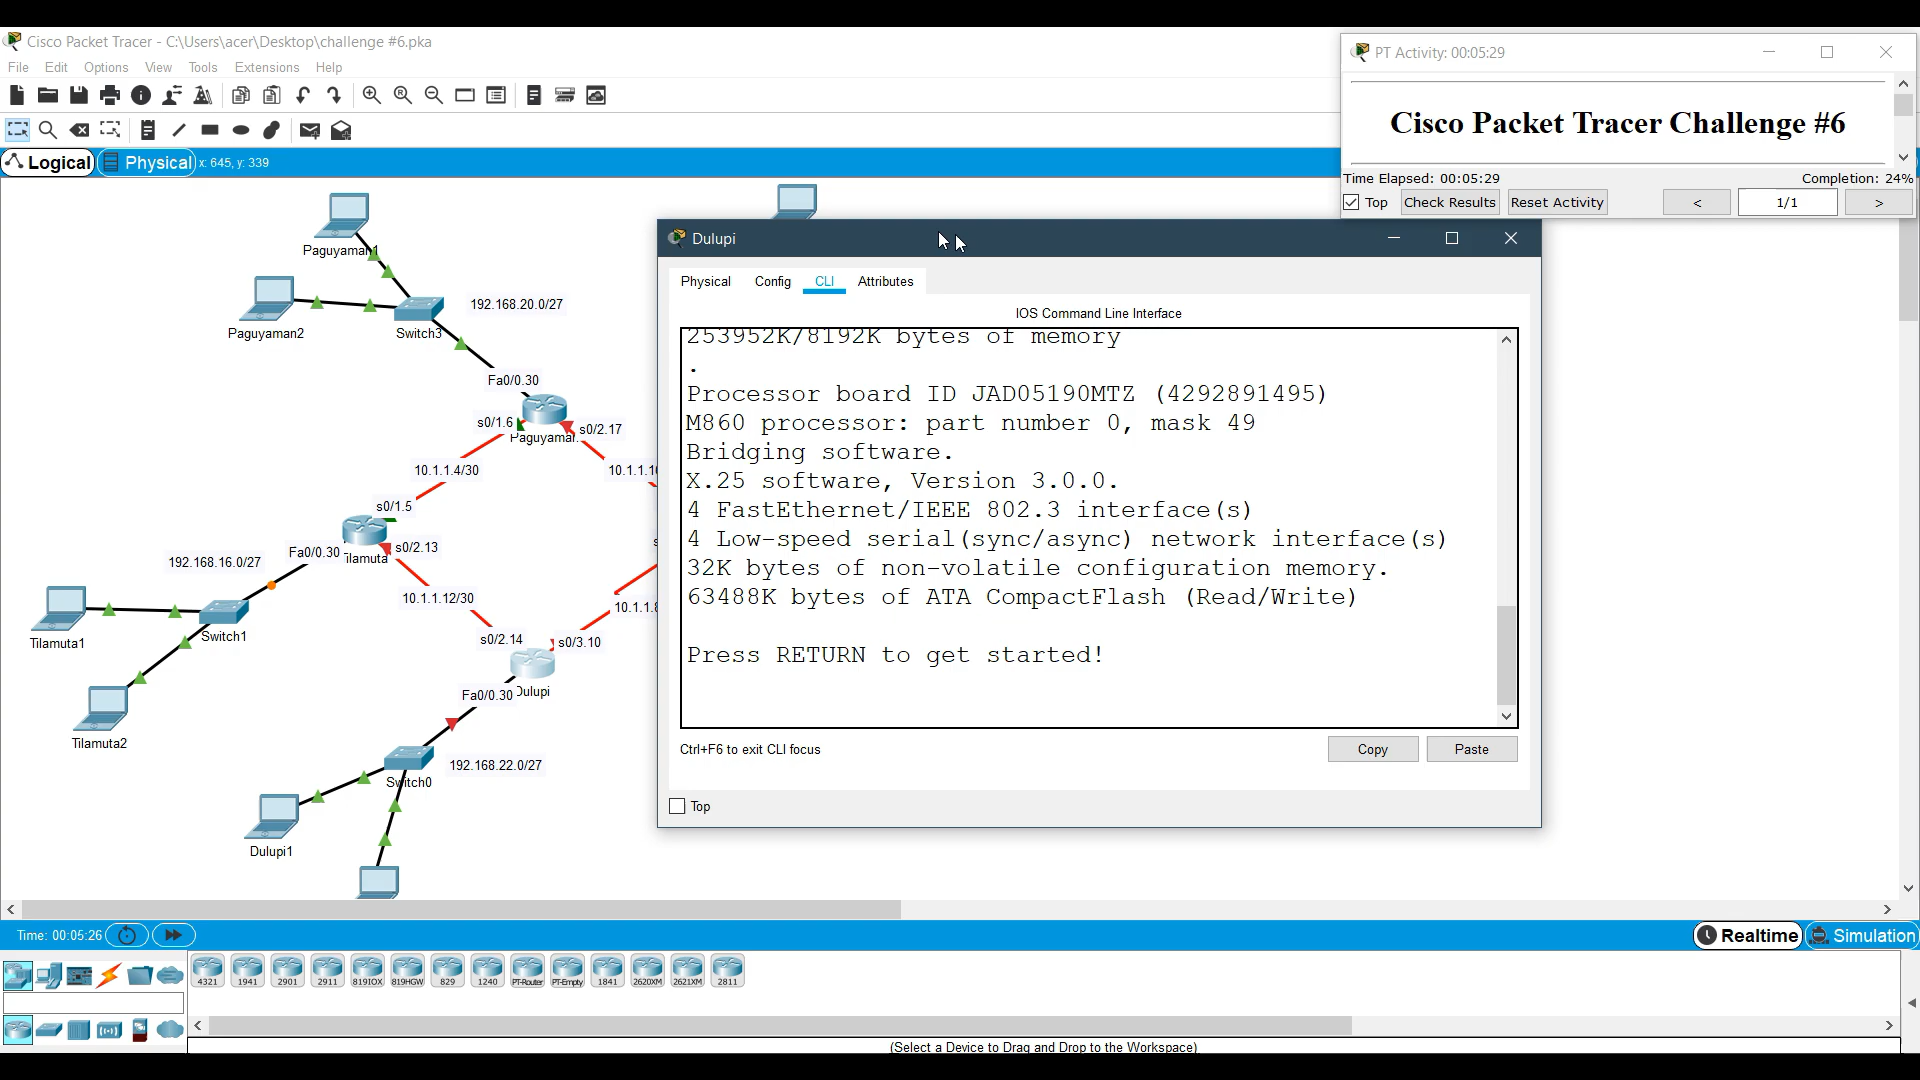 Cisco Packet Tracer - C:\Users\acer\Desktop\challenge #6.pka
File Edit Options View Tools Extensions Help
Logical Physical x: 645, y: 339
PT Activity: 00:05:29
Cisco Packet Tracer Challenge #6
Time Elapsed: 00:05:29 Completion: 24%
Top Check Results Reset Activity < 1/1 >
Paguyaman1
Paguyaman2
Switch3
192.168.20.0/27
Fa0/0.30
s0/1.6
s0/2.17
10.1.1.4/30
s0/1.5
192.168.16.0/27
Fa0/0.30
s0/2.13
10.1.1.12/30
10.1.1.8
Tilamuta1
Switch1
s0/2.14
s0/3.10
Fa0/0.30
Dulupi
Tilamuta2
192.168.22.0/27
Switch0
Dulupi1
Dulupi
Physical Config CLI Attributes
IOS Command Line Interface
253952K/8192K bytes of memory
.
Processor board ID JAD05190MTZ (4292891495)
M860 processor: part number 0, mask 49
Bridging software.
X.25 software, Version 3.0.0.
4 FastEthernet/IEEE 802.3 interface(s)
4 Low-speed serial(sync/async) network interface(s)
32K bytes of non-volatile configuration memory.
63488K bytes of ATA CompactFlash (Read/Write)
Press RETURN to get started!
Ctrl+F6 to exit CLI focus
Copy Paste
Top
Time: 00:05:26
Realtime Simulation
4321 1941 2901 2911 819IOX 819HGW 829 1240 PT-Router PT-Empty 1841 2620XM 2621XM 2811
(Select a Device to Drag and Drop to the Workspace)